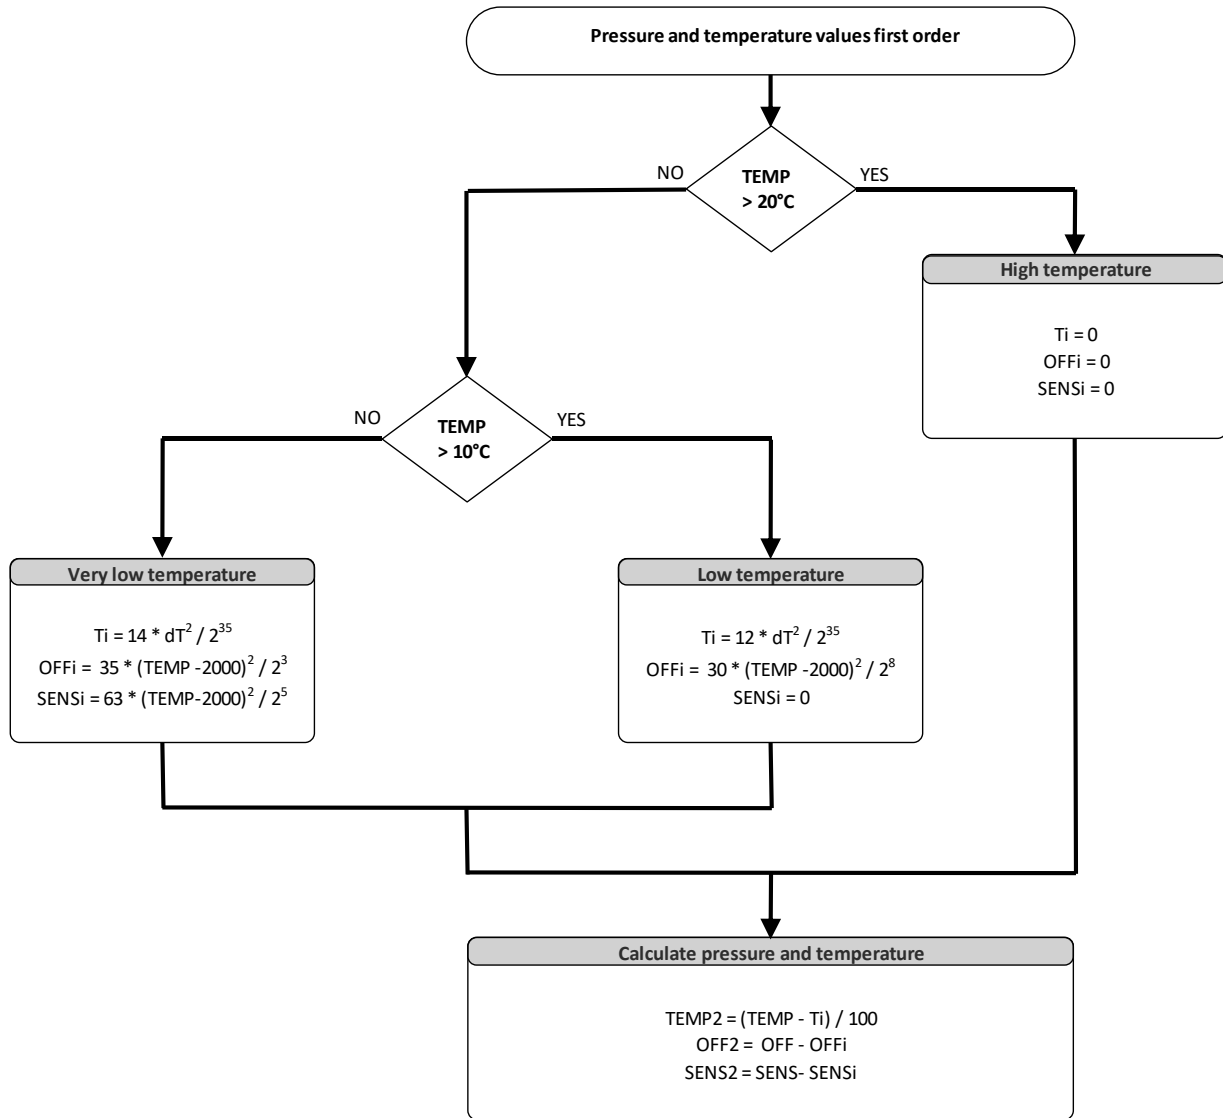 Pressure and temperature values first order
NO
TEMP
> 20°C
YES
High temperature
Ti = 0
OFFi = 0
SENSi = 0
NO
TEMP
> 10°C
YES
Very low temperature
Ti = 14 * dT² / 2³⁵
OFFi = 35 * (TEMP -2000)² / 2³
SENSi = 63 * (TEMP-2000)² / 2⁵
Low temperature
Ti = 12 * dT² / 2³⁵
OFFi = 30 * (TEMP -2000)² / 2⁸
SENSi = 0
Calculate pressure and temperature
TEMP2 = (TEMP - Ti) / 100
OFF2 = OFF - OFFi
SENS2 = SENS- SENSi